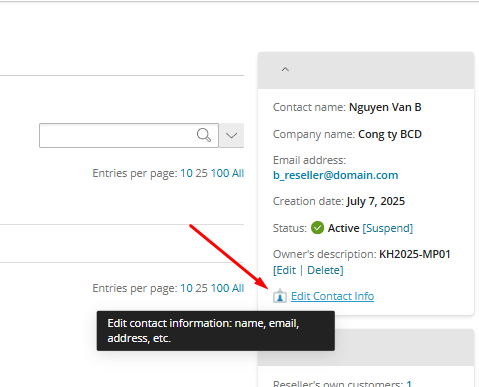 Contact name: Nguyen Van B
Company name: Cong ty BCD
Email address:
b_reseller@domain.com
Entries per page: 10 25 100 All
Creation date: July 7, 2025
Status: Active [Suspend]
Owner's description: KH2025-MP01
[Edit | Delete]
Entries per page: 10 25 100 All
Edit Contact Info
Edit contact information: name, email,
address, etc.
Reseller's own customers: 1